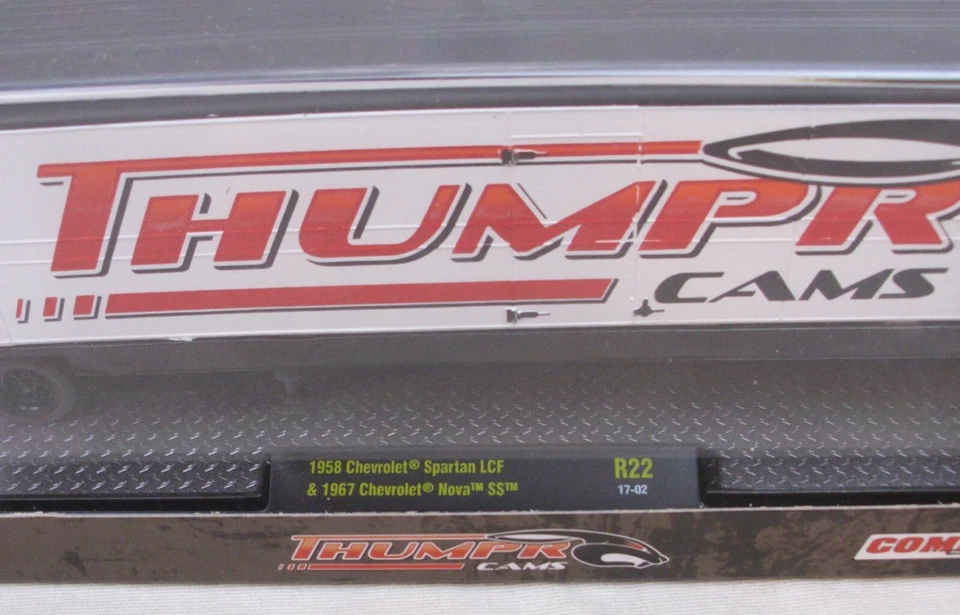 THUMPR
CAMS
1958 Chevrolet® Spartan LCF
& 1967 Chevrolet® Nova™ SS™
R22
17-02
THUMPR
CAMS
COM